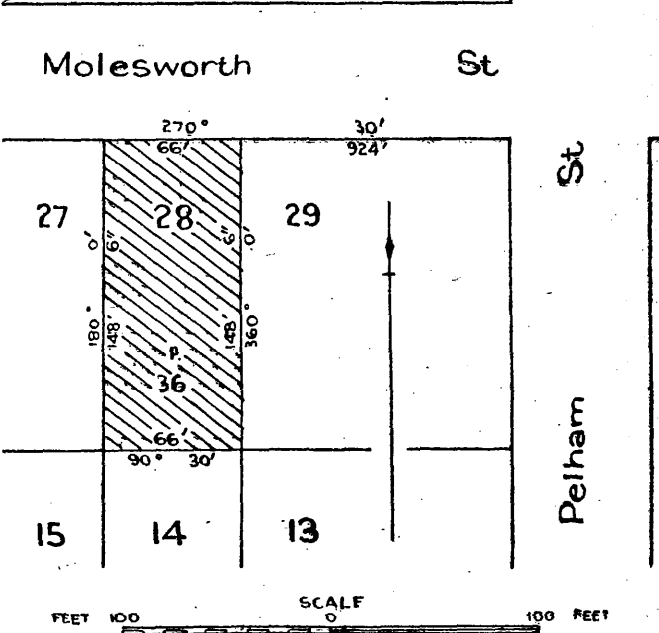 Molesworth St
270° 30'
66' 924'
St
27 28 29
0' 6" 6" 0'
180° 148' 148' 360°
P.
36
66'
90° 30'
Pelham
15 14 13
SCALE
FEET 100 0 100 FEET